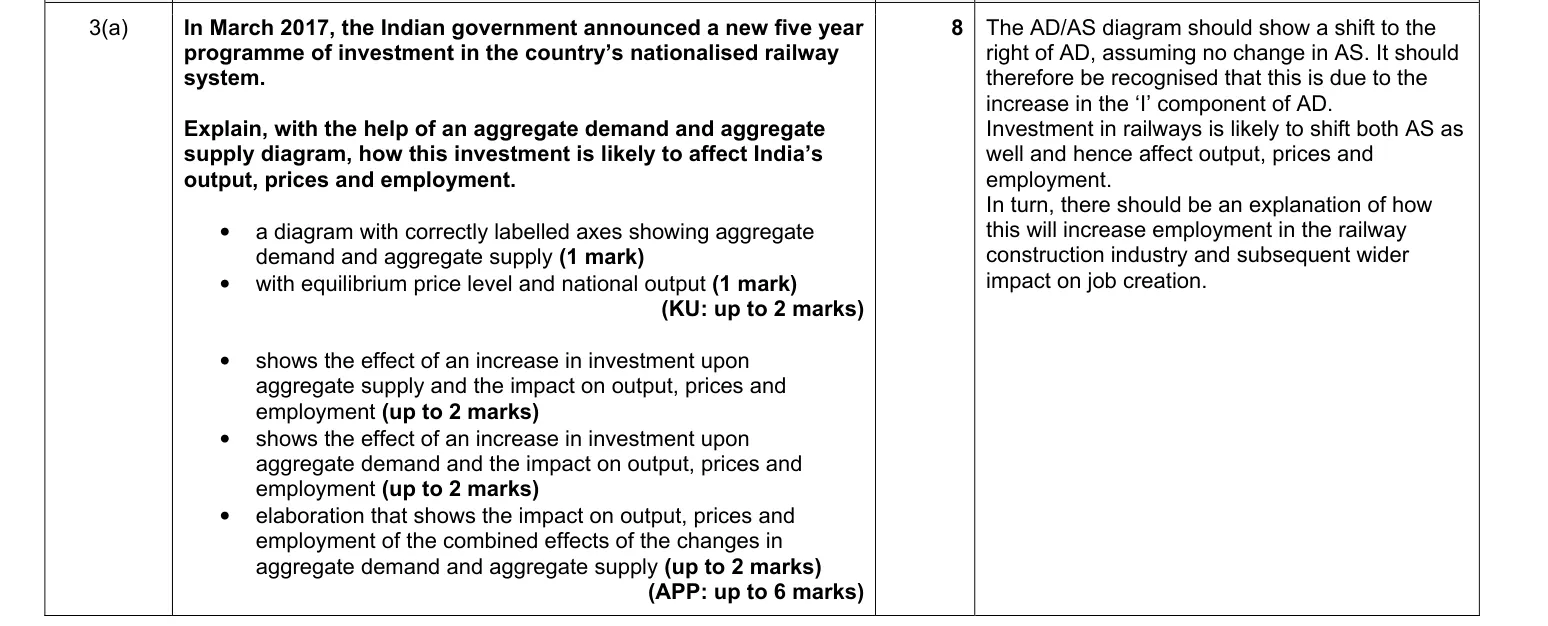 3(a)
In March 2017, the Indian government announced a new five year
programme of investment in the country’s nationalised railway
system.
Explain, with the help of an aggregate demand and aggregate
supply diagram, how this investment is likely to affect India’s
output, prices and employment.
• a diagram with correctly labelled axes showing aggregate
demand and aggregate supply (1 mark)
• with equilibrium price level and national output (1 mark)
(KU: up to 2 marks)
• shows the effect of an increase in investment upon
aggregate supply and the impact on output, prices and
employment (up to 2 marks)
• shows the effect of an increase in investment upon
aggregate demand and the impact on output, prices and
employment (up to 2 marks)
• elaboration that shows the impact on output, prices and
employment of the combined effects of the changes in
aggregate demand and aggregate supply (up to 2 marks)
(APP: up to 6 marks)
8
The AD/AS diagram should show a shift to the
right of AD, assuming no change in AS. It should
therefore be recognised that this is due to the
increase in the ‘I’ component of AD.
Investment in railways is likely to shift both AS as
well and hence affect output, prices and
employment.
In turn, there should be an explanation of how
this will increase employment in the railway
construction industry and subsequent wider
impact on job creation.